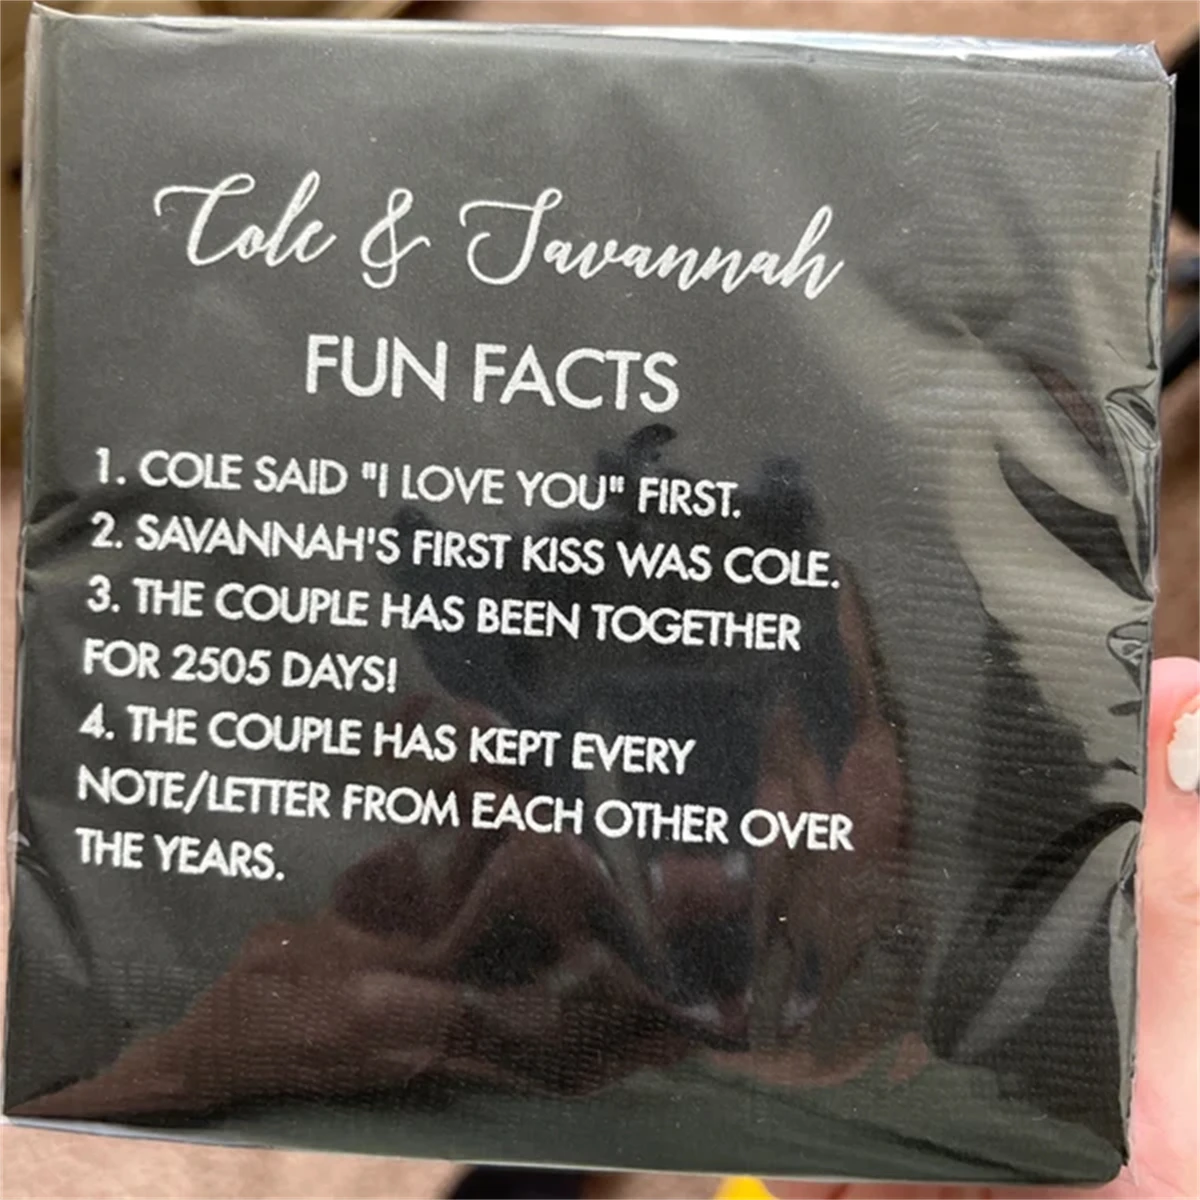 Cole & Savannah
FUN FACTS
1. COLE SAID "I LOVE YOU" FIRST.
2. SAVANNAH'S FIRST KISS WAS COLE.
3. THE COUPLE HAS BEEN TOGETHER
FOR 2505 DAYS!
4. THE COUPLE HAS KEPT EVERY
NOTE/LETTER FROM EACH OTHER OVER
THE YEARS.